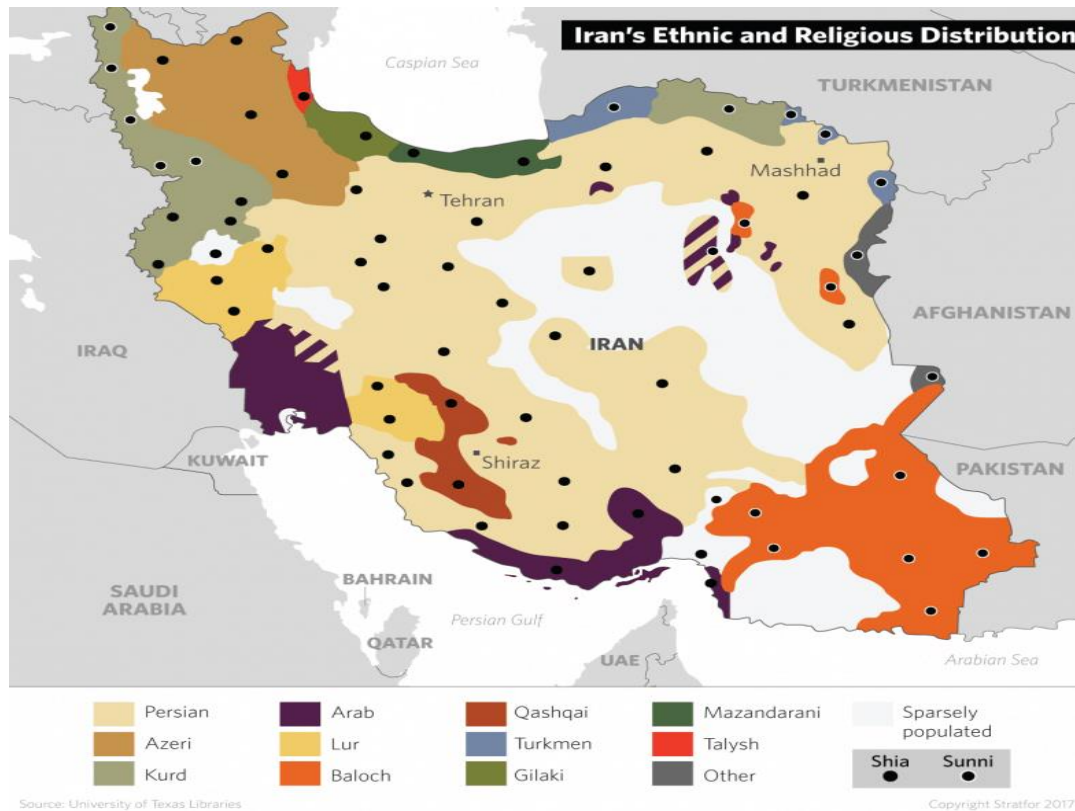 Iran's Ethnic and Religious Distribution
Caspian Sea
TURKMENISTAN
Mashhad
Tehran
AFGHANISTAN
IRAN
IRAQ
KUWAIT
Shiraz
PAKISTAN
SAUDI
ARABIA
BAHRAIN
Persian Gulf
QATAR
UAE
Arabian Sea
Persian
Arab
Qashqai
Mazandarani
Sparsely
populated
Azeri
Lur
Turkmen
Talysh
Kurd
Baloch
Gilaki
Other
Shia Sunni
Source: University of Texas Libraries
Copyright Stratfor 2017